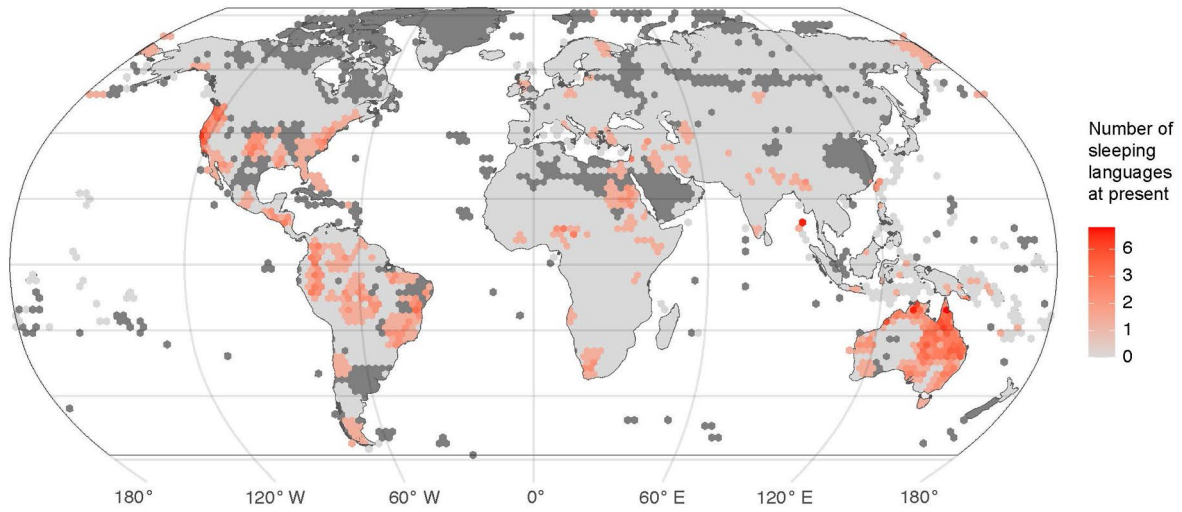 Number of
sleeping
languages
at present
6
3
2
1
0
180°
120° W
60° W
0°
60° E
120° E
180°